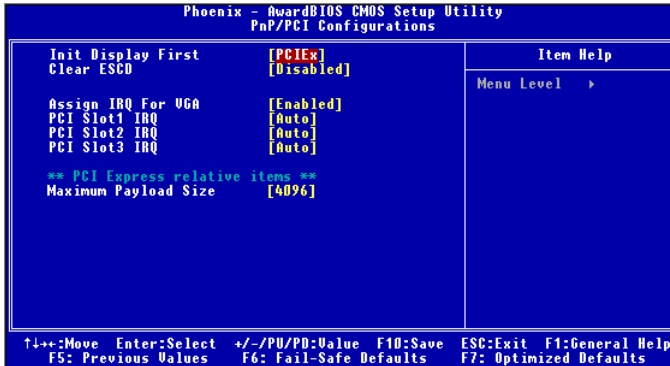 Phoenix - AwardBIOS CMOS Setup Utility
PnP/PCI Configurations
Init Display First [PCIEx]
Clear ESCD [Disabled]
Assign IRQ For VGA [Enabled]
PCI Slot1 IRQ [Auto]
PCI Slot2 IRQ [Auto]
PCI Slot3 IRQ [Auto]
** PCI Express relative items **
Maximum Payload Size [4096]
Item Help
Menu Level ▸
↑↓→←:Move Enter:Select +/-/PU/PD:Value F10:Save ESC:Exit F1:General Help
F5: Previous Values F6: Fail-Safe Defaults F7: Optimized Defaults